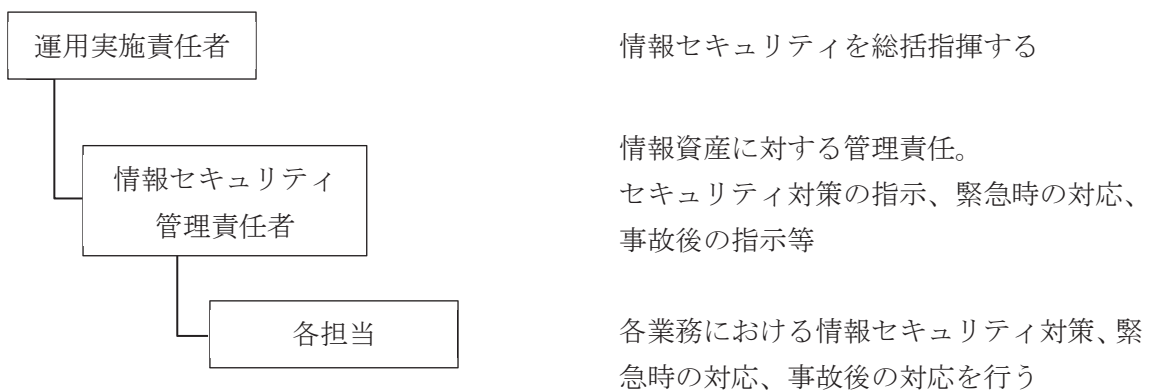 運用実施責任者
情報セキュリティを総括指揮する
情報セキュリティ
管理責任者
情報資産に対する管理責任。
セキュリティ対策の指示、緊急時の対応、
事故後の指示等
各担当
各業務における情報セキュリティ対策、緊
急時の対応、事故後の対応を行う